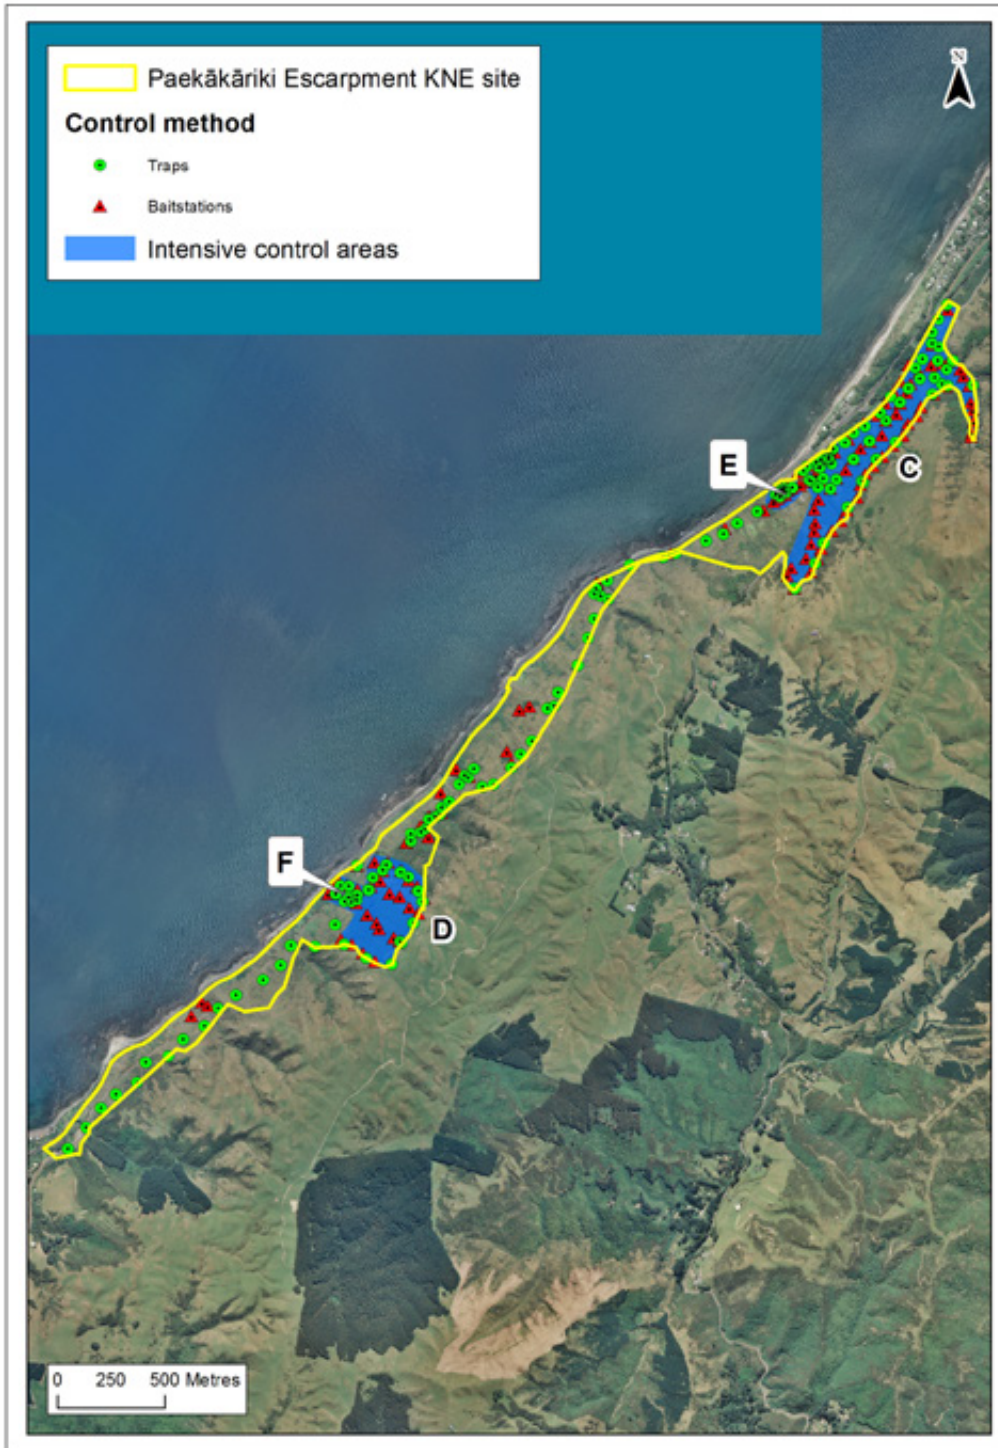 Paekākāriki Escarpment KNE site
Control method
Traps
Baitstations
Intensive control areas
N
E
C
F
D
0 250 500 Metres